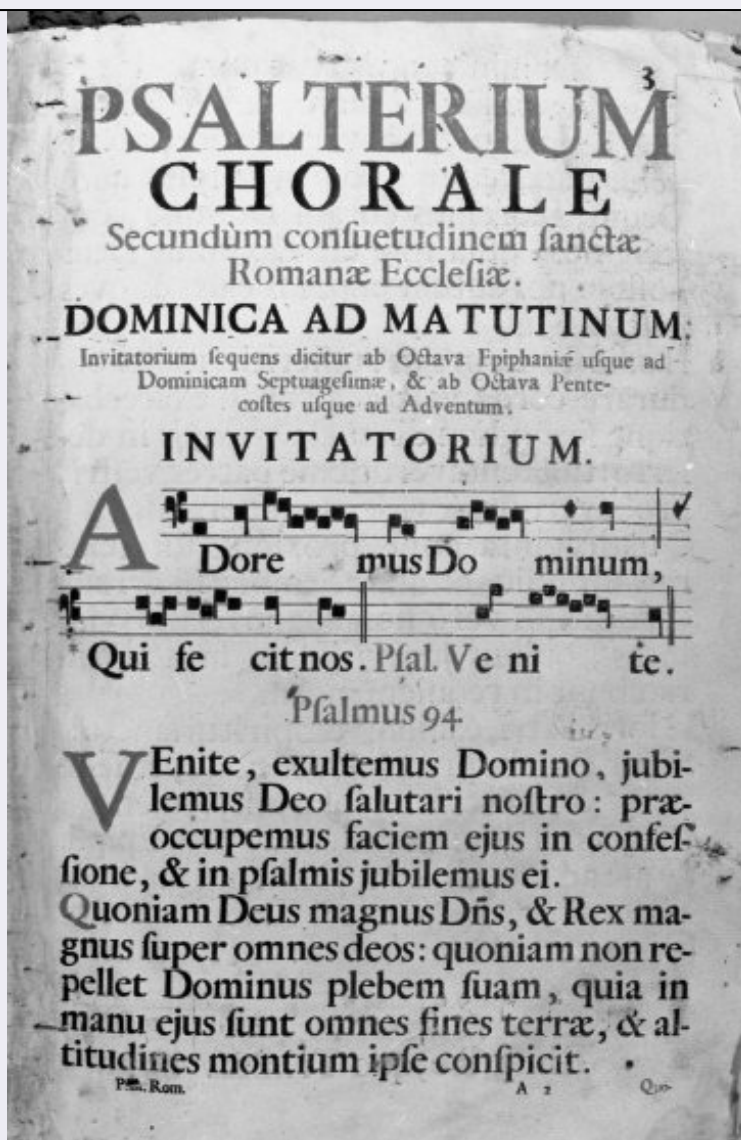 3
PSALTERIUM
CHORALE
Secundùm conſuetudinem ſanctæ
Romanæ Eccleſiæ.
DOMINICA AD MATUTINUM.
Invitatorium ſequens dicitur ab Octava Epiphaniæ uſque ad
Dominicam Septuageſimæ, & ab Octava Pente-
coſtes uſque ad Adventum.
INVITATORIUM.
ADore mus Do minum,
* Qui fe cit nos. Pſal. Ve ni te.
Pſalmus 94.
VEnite, exultemus Domino, jubi-
lemus Deo ſalutari noſtro: præ-
occupemus faciem ejus in confeſ-
ſione, & in pſalmis jubilemus ei.
Quoniam Deus magnus Dñs, & Rex ma-
gnus ſuper omnes deos: quoniam non re-
pellet Dominus plebem ſuam, quia in
manu ejus ſunt omnes fines terræ, & al-
titudines montium ipſe conſpicit.
Rom. A 2